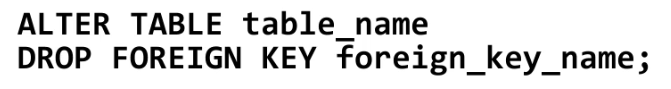 ALTER TABLE table_name
DROP FOREIGN KEY foreign_key_name;